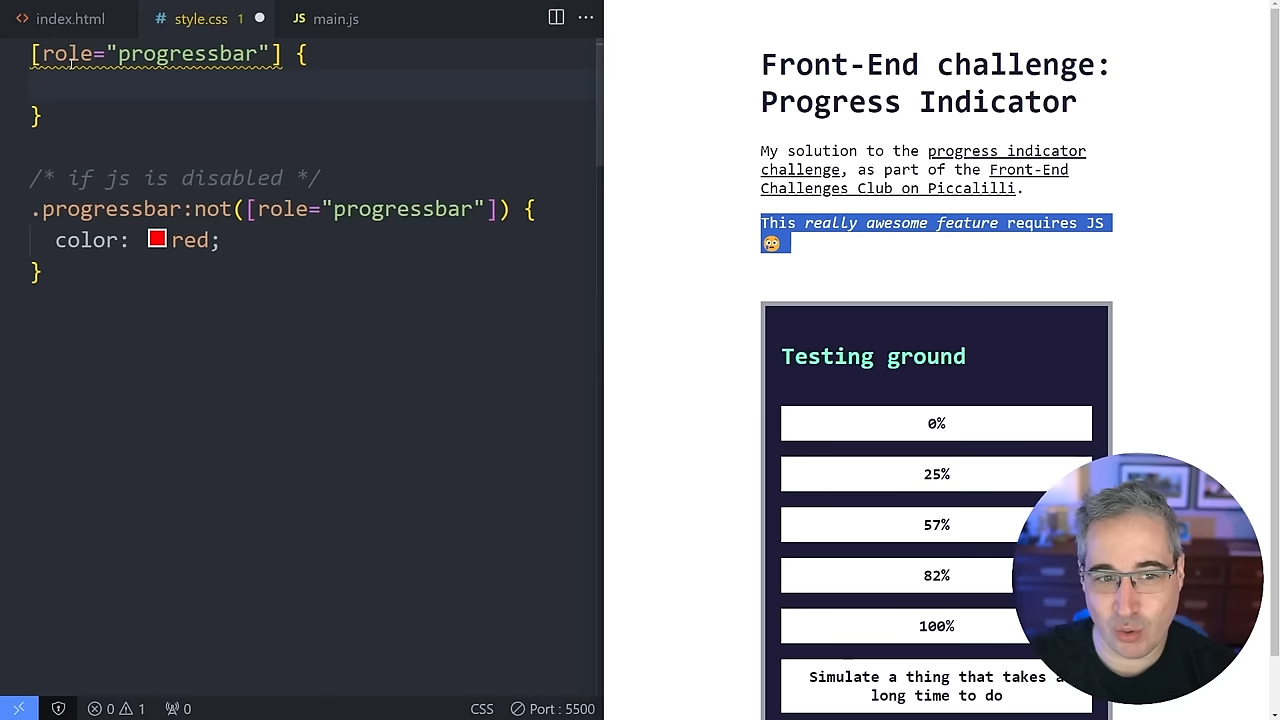 index.html
style.css 1
main.js
[role="progressbar"] {
}
/* if js is disabled */
.progressbar:not([role="progressbar"]) {
color: red;
}
0 1
0
CSS
Port : 5500
Front-End challenge:
Progress Indicator
My solution to the progress indicator
challenge, as part of the Front-End
Challenges Club on Piccalilli.
This really awesome feature requires JS
Testing ground
0%
25%
57%
82%
100%
Simulate a thing that takes a
long time to do